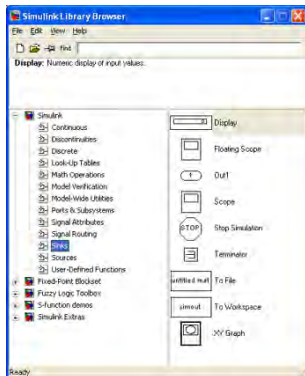 Simulink Library Browser
File Edit View Help
find
Display: Numeric display of input values.
Simulink
Continuous
Discontinuities
Discrete
Look-Up Tables
Math Operations
Model Verification
Model-Wide Utilities
Ports & Subsystems
Signal Attributes
Signal Routing
Sinks
Sources
User-Defined Functions
Fixed-Point Blockset
Fuzzy Logic Toolbox
S-function demos
Simulink Extras
Display
Floating Scope
1 Out1
Scope
STOP Stop Simulation
Terminator
untitled.mat To File
simout To Workspace
XY Graph
Ready